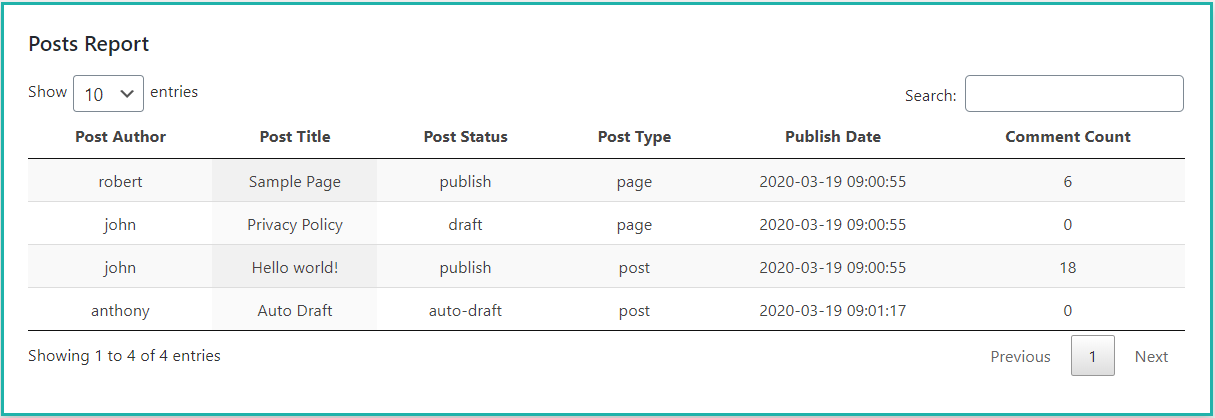 Posts Report
Show 10 entries
Search:
Post Author Post Title Post Status Post Type Publish Date Comment Count
robert Sample Page publish page 2020-03-19 09:00:55 6
john Privacy Policy draft page 2020-03-19 09:00:55 0
john Hello world! publish post 2020-03-19 09:00:55 18
anthony Auto Draft auto-draft post 2020-03-19 09:01:17 0
Showing 1 to 4 of 4 entries
Previous 1 Next